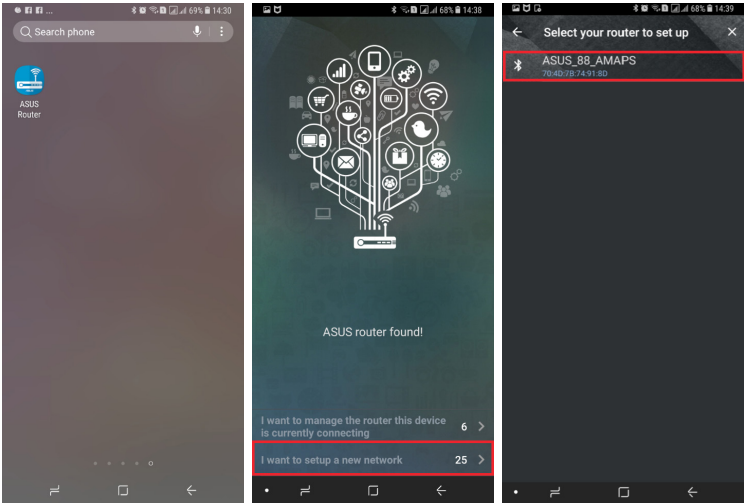 ... 69% 14:30
Search phone
ASUS
Router
68% 14:38
ASUS router found!
I want to manage the router this device
is currently connecting
6
I want to setup a new network
25
68% 14:39
Select your router to set up
ASUS_88_AMAPS
70:4D:7B:74:91:8D